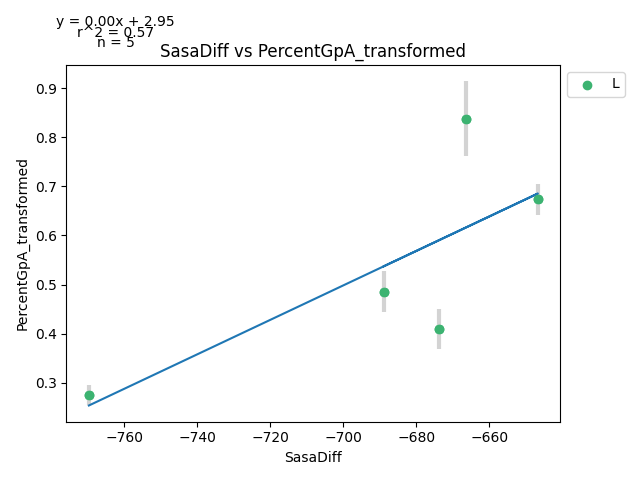 y = 0.00x + 2.95
r^2 = 0.57
n = 5
SasaDiff vs PercentGpA_transformed
L
PercentGpA_transformed
0.9
0.8
0.7
0.6
0.5
0.4
0.3
−760 −740 −720 −700 −680 −660
SasaDiff